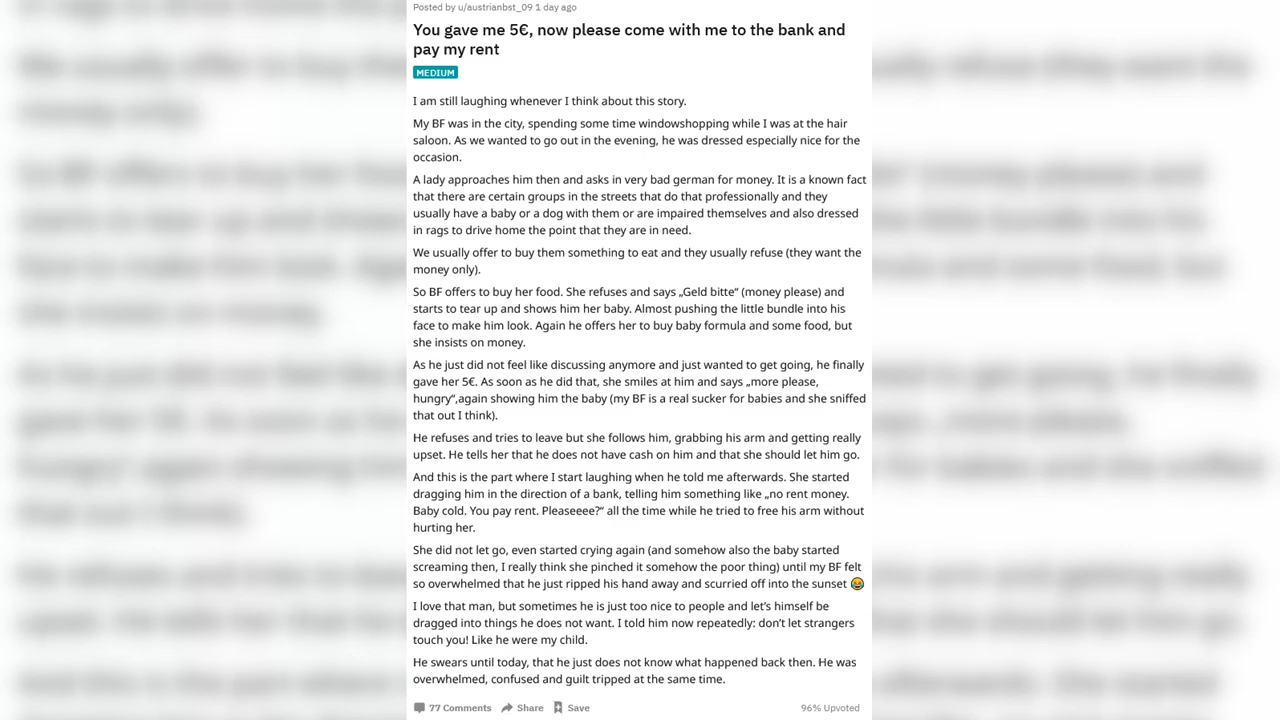 Posted by u/austrianbst_09 1 day ago
You gave me 5€, now please come with me to the bank and
pay my rent
MEDIUM
I am still laughing whenever I think about this story.
My BF was in the city, spending some time windowshopping while I was at the hair
saloon. As we wanted to go out in the evening, he was dressed especially nice for the
occasion.
A lady approaches him then and asks in very bad german for money. It is a known fact
that there are certain groups in the streets that do that professionally and they
usually have a baby or a dog with them or are impaired themselves and also dressed
in rags to drive home the point that they are in need.
We usually offer to buy them something to eat and they usually refuse (they want the
money only).
So BF offers to buy her food. She refuses and says „Geld bitte“ (money please) and
starts to tear up and shows him her baby. Almost pushing the little bundle into his
face to make him look. Again he offers her to buy baby formula and some food, but
she insists on money.
As he just did not feel like discussing anymore and just wanted to get going, he finally
gave her 5€. As soon as he did that, she smiles at him and says „more please,
hungry“,again showing him the baby (my BF is a real sucker for babies and she sniffed
that out I think).
He refuses and tries to leave but she follows him, grabbing his arm and getting really
upset. He tells her that he does not have cash on him and that she should let him go.
And this is the part where I start laughing when he told me afterwards. She started
dragging him in the direction of a bank, telling him something like „no rent money.
Baby cold. You pay rent. Pleaseeee?“ all the time while he tried to free his arm without
hurting her.
She did not let go, even started crying again (and somehow also the baby started
screaming then, I really think she pinched it somehow the poor thing) until my BF felt
so overwhelmed that he just ripped his hand away and scurried off into the sunset 😂
I love that man, but sometimes he is just too nice to people and let’s himself be
dragged into things he does not want. I told him now repeatedly: don’t let strangers
touch you! Like he were my child.
He swears until today, that he just does not know what happened back then. He was
overwhelmed, confused and guilt tripped at the same time.
77 Comments Share Save 96% Upvoted